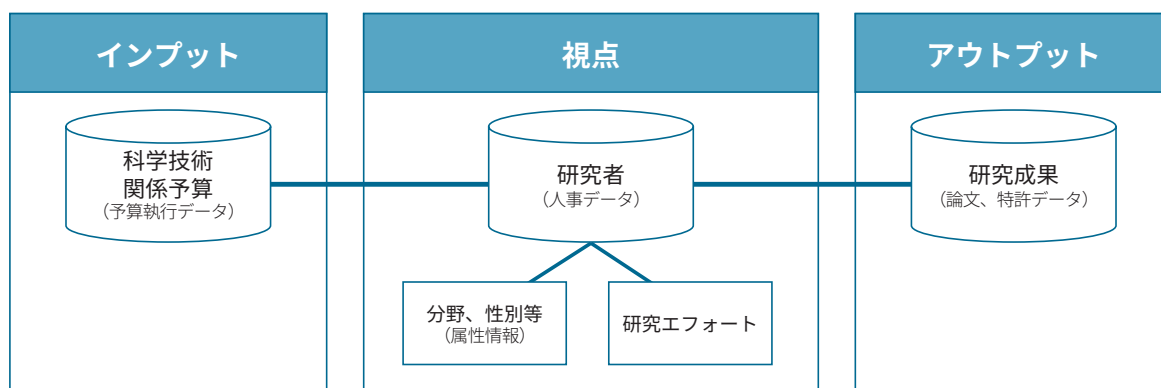 インプット
視点
アウトプット
科学技術
関係予算
（予算執行データ）
研究者
（人事データ）
研究成果
（論文、特許データ）
分野、性別等
（属性情報）
研究エフォート